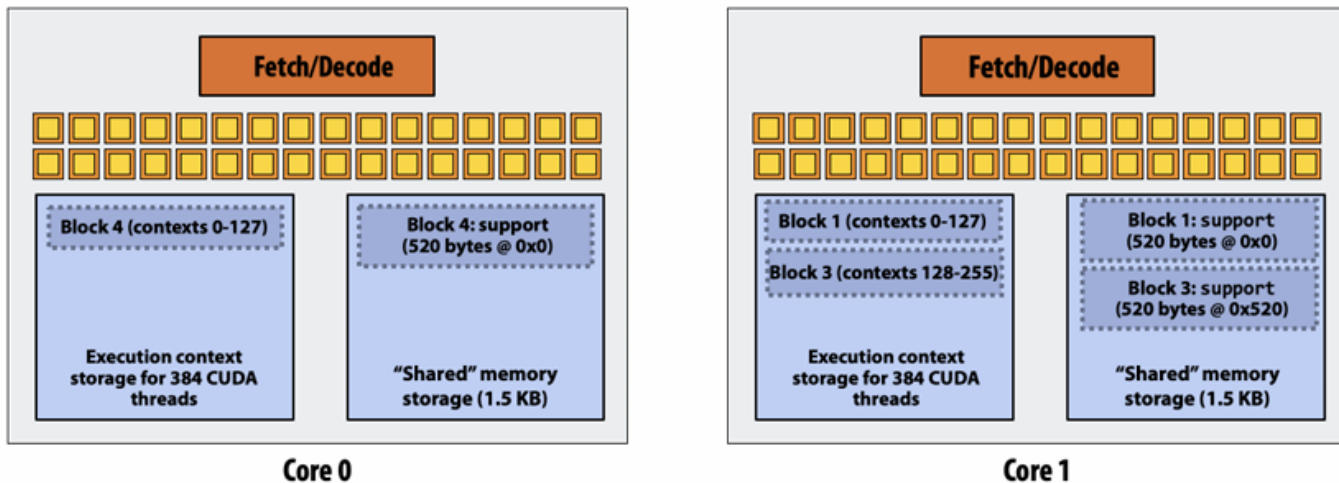 Fetch/Decode
Block 4 (contexts 0-127)
Block 4: support
(520 bytes @ 0x0)
Execution context
storage for 384 CUDA
threads
“Shared” memory
storage (1.5 KB)
Core 0
Fetch/Decode
Block 1 (contexts 0-127)
Block 3 (contexts 128-255)
Block 1: support
(520 bytes @ 0x0)
Block 3: support
(520 bytes @ 0x520)
Execution context
storage for 384 CUDA
threads
“Shared” memory
storage (1.5 KB)
Core 1